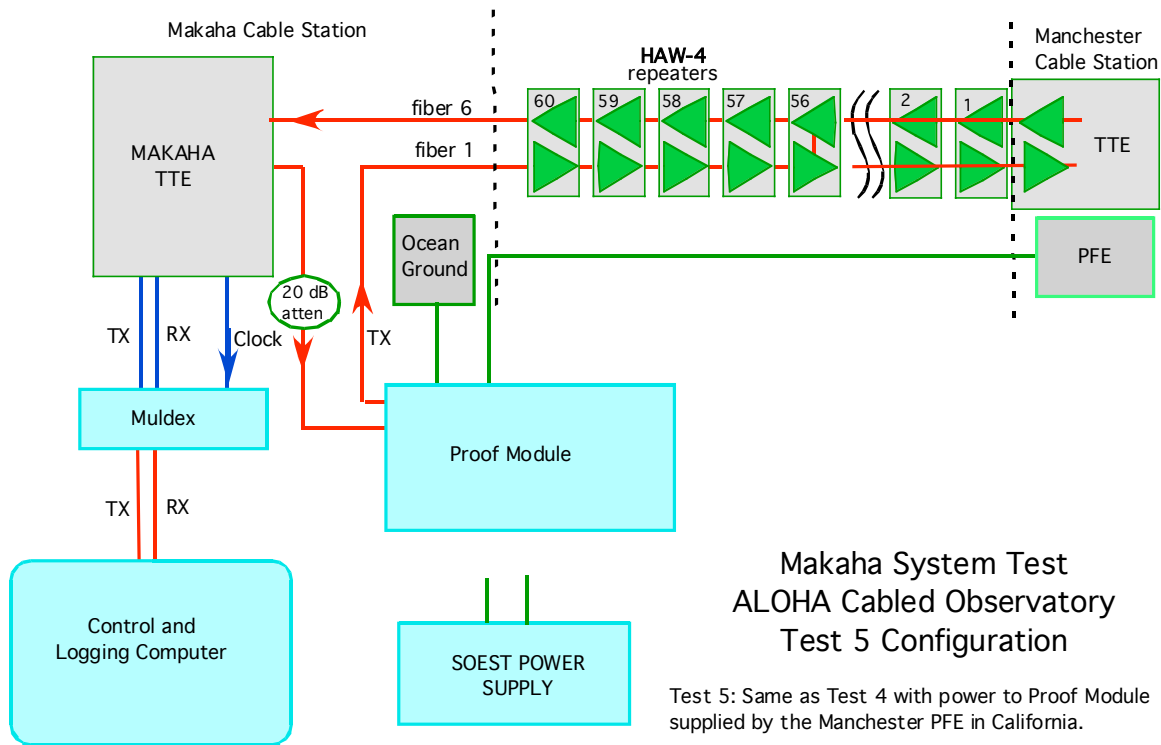 Makaha Cable Station
HAW-4
repeaters
Manchester
Cable Station
MAKAHA
TTE
fiber 6
fiber 1
60
59
58
57
56
2
1
TTE
Ocean
Ground
PFE
20 dB
atten
TX
RX
Clock
TX
Muldex
Proof Module
TX
RX
Control and
Logging Computer
SOEST POWER
SUPPLY
Makaha System Test
ALOHA Cabled Observatory
Test 5 Configuration
Test 5: Same as Test 4 with power to Proof Module
supplied by the Manchester PFE in California.